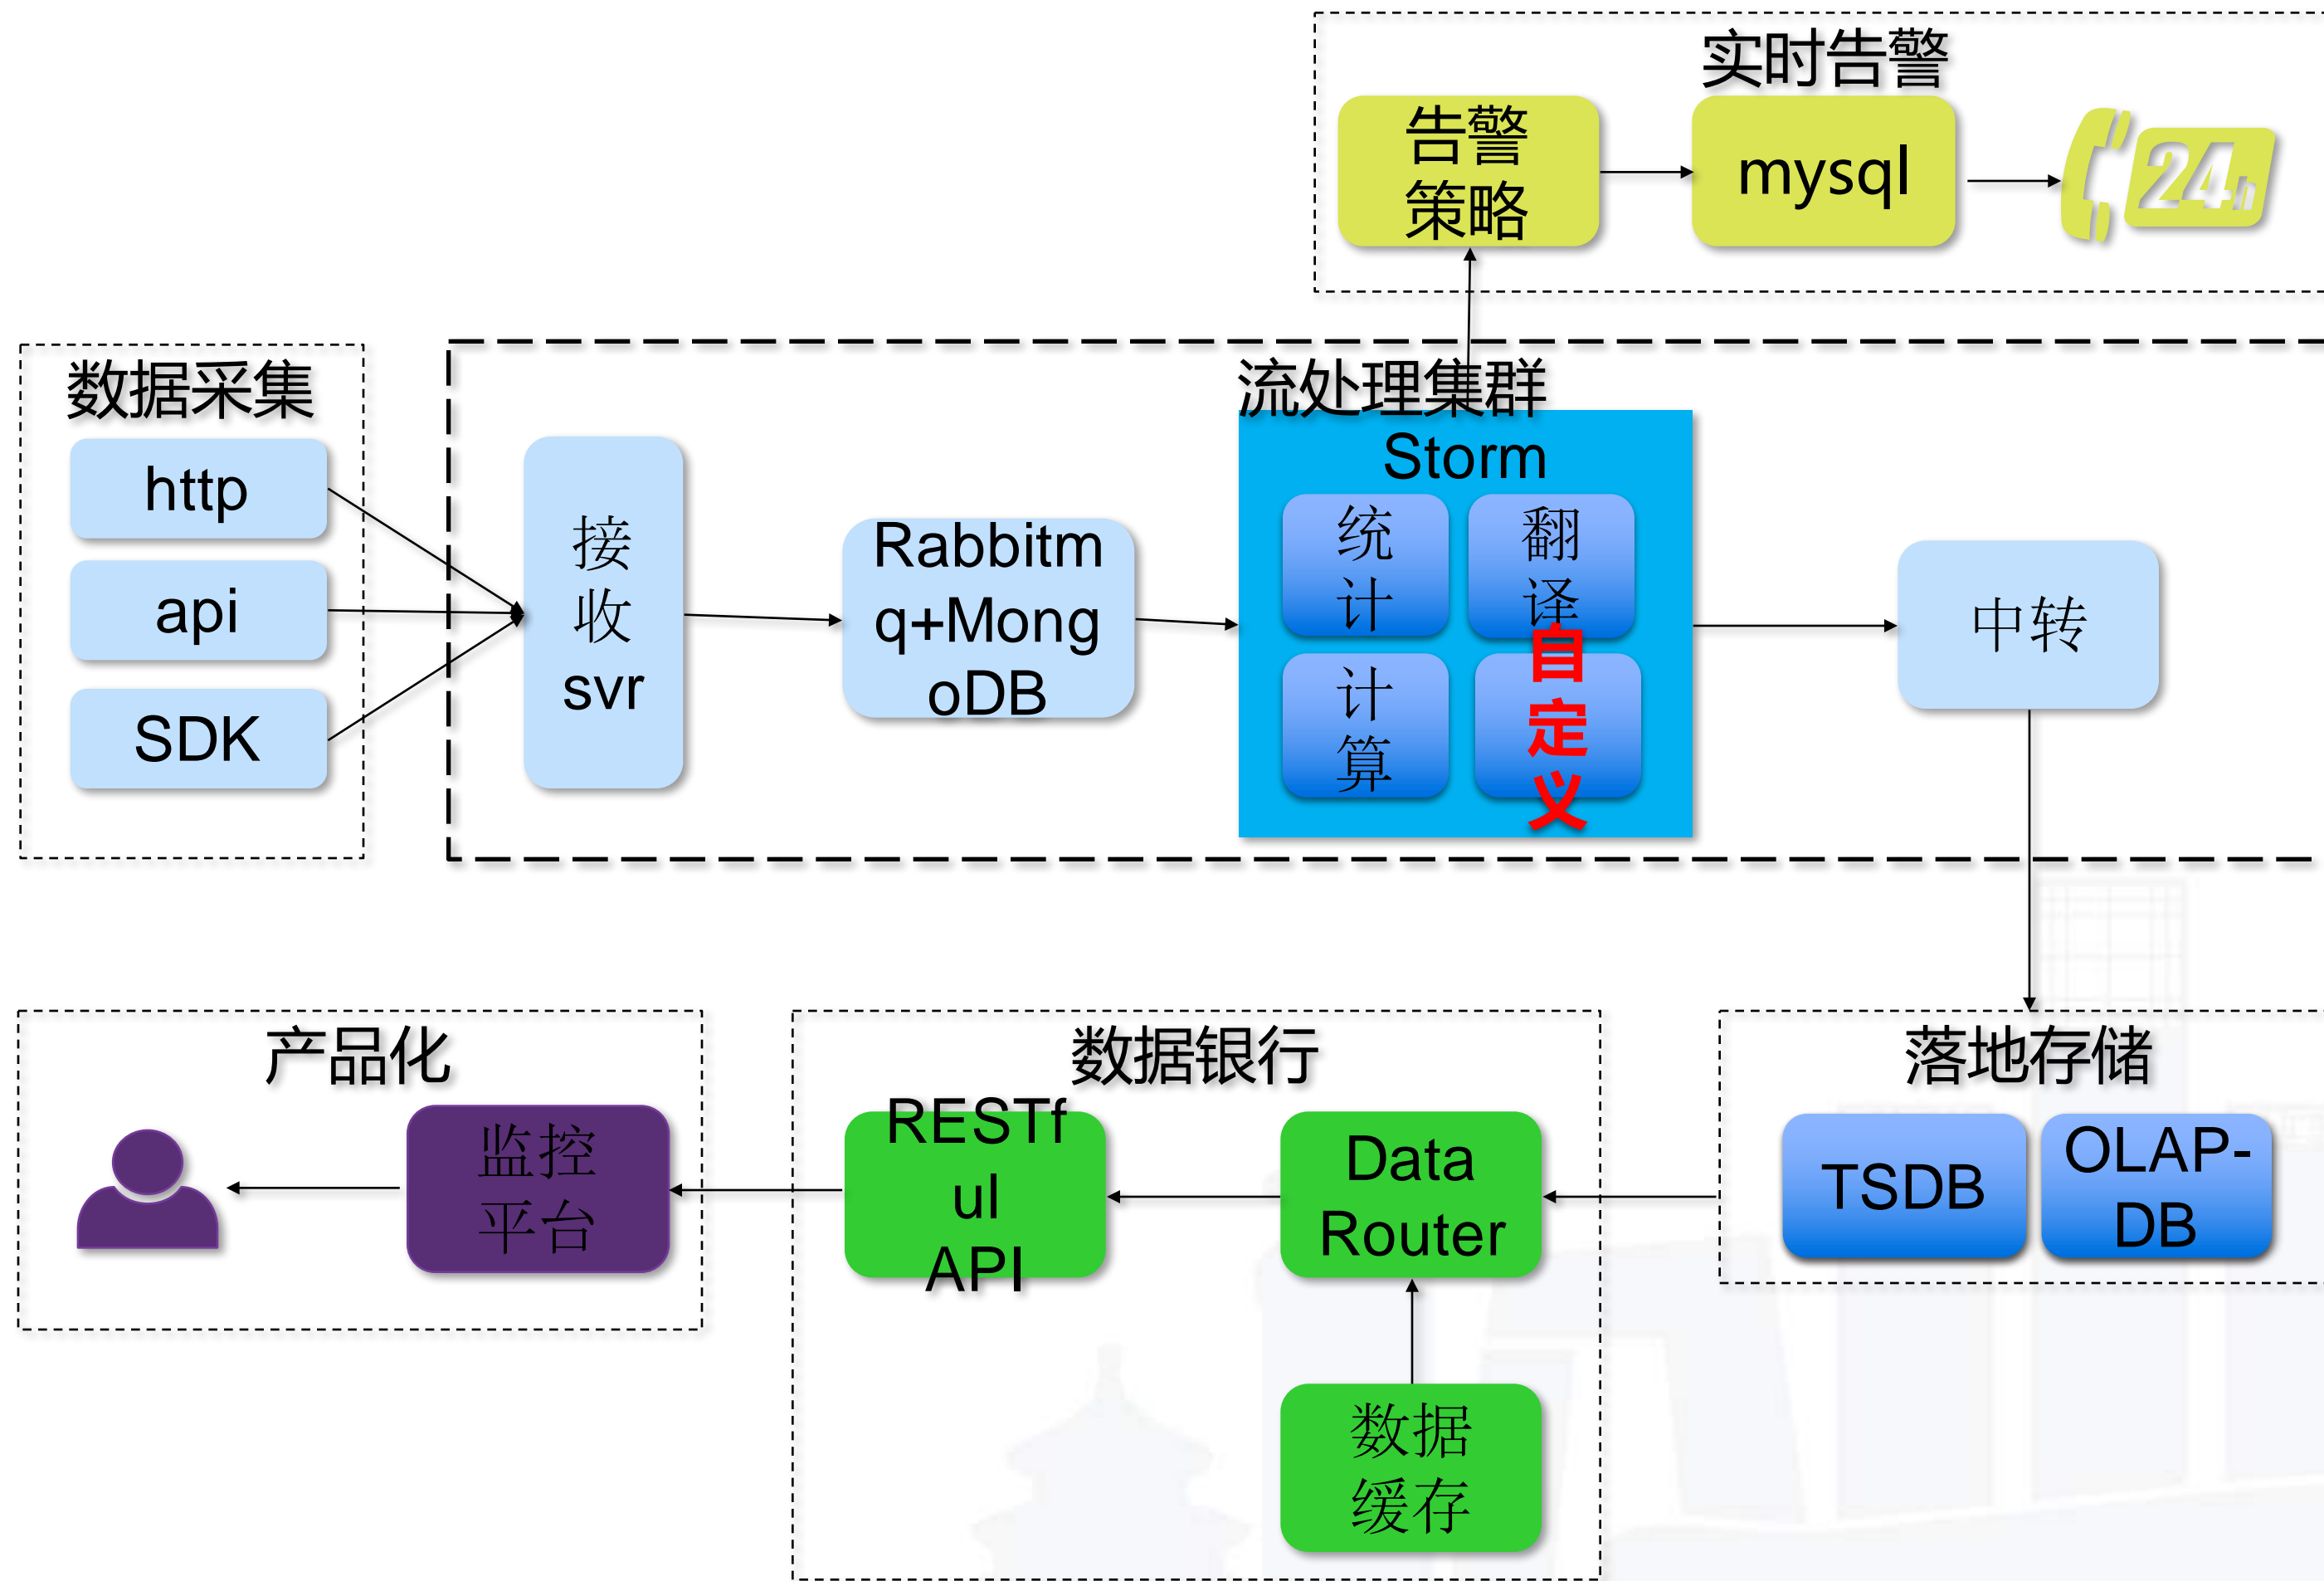 实时告警
告警
策略
mysql
24h
数据采集
http
api
SDK
接
收
svr
Rabbitm
q+Mong
oDB
流处理集群
Storm
统
计
翻
译
计
算
自
定
义
中转
产品化
监控
平台
数据银行
RESTf
ul
API
Data
Router
数据
缓存
落地存储
TSDB
OLAP-
DB